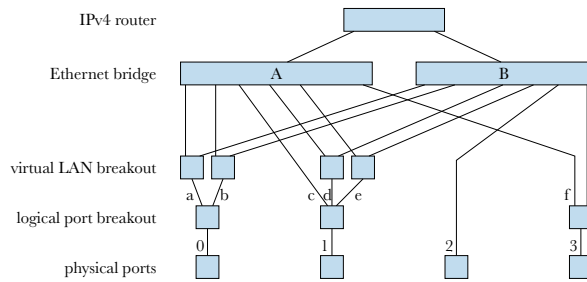 IPv4 router
Ethernet bridge
A
B
virtual LAN breakout
a
b
c
d
e
f
logical port breakout
0
1
2
3
physical ports